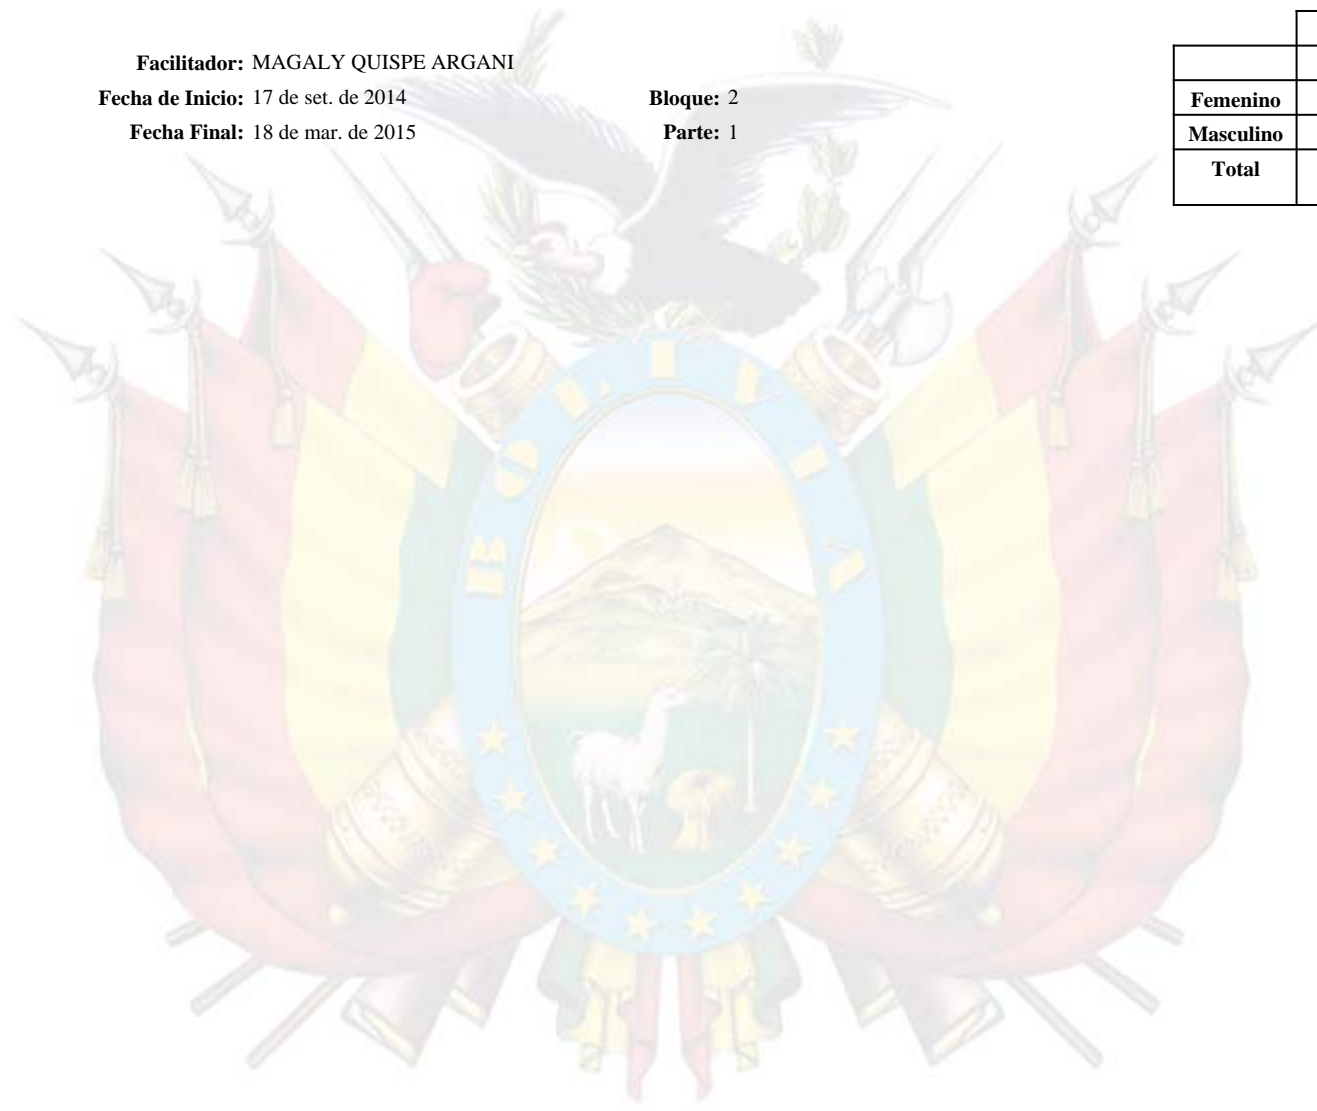 Facilitador: MAGALY QUISPE ARGANI
Fecha de Inicio: 17 de set. de 2014 Bloque: 2
Fecha Final: 18 de mar. de 2015 Parte: 1
Femenino
Masculino
Total
BOLIVIA